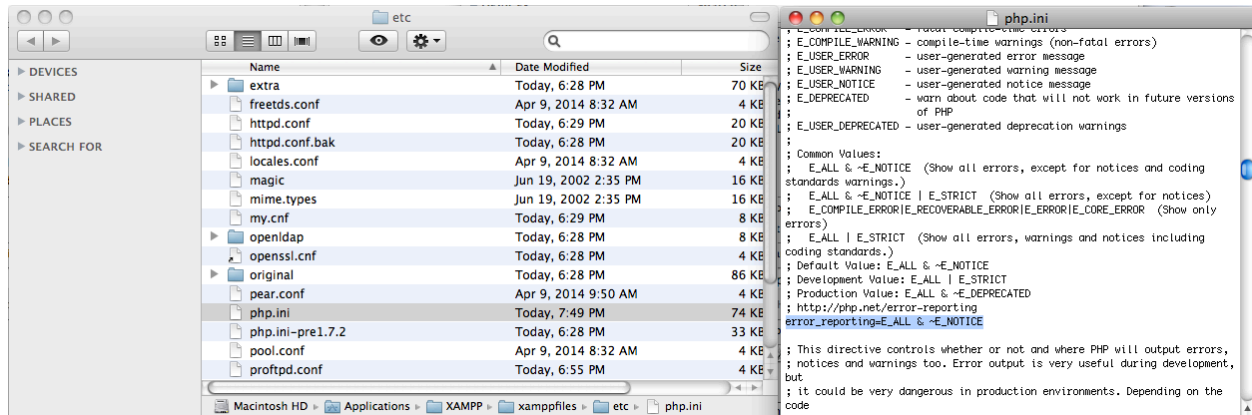 etc
DEVICES
SHARED
PLACES
SEARCH FOR
Name Date Modified Size
extra Today, 6:28 PM 70 KB
freetds.conf Apr 9, 2014 8:32 AM 4 KB
httpd.conf Today, 6:29 PM 20 KB
httpd.conf.bak Today, 6:28 PM 20 KB
locales.conf Apr 9, 2014 8:32 AM 4 KB
magic Jun 19, 2002 2:35 PM 16 KB
mime.types Jun 19, 2002 2:35 PM 16 KB
my.cnf Today, 6:29 PM 8 KB
openldap Today, 6:28 PM 8 KB
openssl.cnf Today, 6:28 PM 4 KB
original Today, 6:28 PM 86 KB
pear.conf Apr 9, 2014 9:50 AM 4 KB
php.ini Today, 7:49 PM 74 KB
php.ini-pre1.7.2 Today, 6:28 PM 33 KB
pool.conf Apr 9, 2014 8:32 AM 4 KB
proftpd.conf Today, 6:55 PM 4 KB
Macintosh HD Applications XAMPP xamppfiles etc php.ini
php.ini
; E_COMPILE_ERROR - fatal compile-time errors
; E_COMPILE_WARNING - compile-time warnings (non-fatal errors)
; E_USER_ERROR - user-generated error message
; E_USER_WARNING - user-generated warning message
; E_USER_NOTICE - user-generated notice message
; E_DEPRECATED - warn about code that will not work in future versions
; of PHP
; E_USER_DEPRECATED - user-generated deprecation warnings
;
; Common Values:
; E_ALL & ~E_NOTICE (Show all errors, except for notices and coding
standards warnings.)
; E_ALL & ~E_NOTICE | E_STRICT (Show all errors, except for notices)
; E_COMPILE_ERROR|E_RECOVERABLE_ERROR|E_ERROR|E_CORE_ERROR (Show only
errors)
; E_ALL | E_STRICT (Show all errors, warnings and notices including
coding standards.)
; Default Value: E_ALL & ~E_NOTICE
; Development Value: E_ALL | E_STRICT
; Production Value: E_ALL & ~E_DEPRECATED
; http://php.net/error-reporting
error_reporting=E_ALL & ~E_NOTICE
; This directive controls whether or not and where PHP will output errors,
; notices and warnings too. Error output is very useful during development,
but
; it could be very dangerous in production environments. Depending on the
code